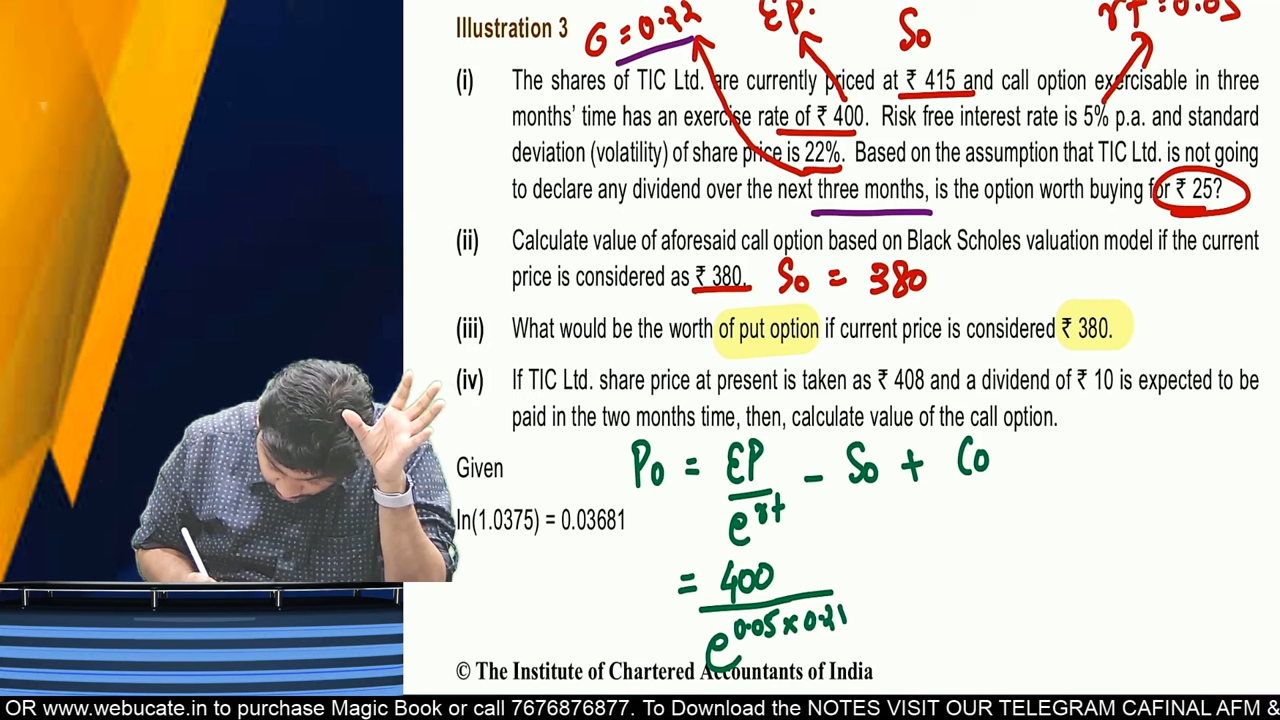 Illustration 3
σ = 0.22
EP.
S0
rf = 0.05
(i) The shares of TIC Ltd. are currently priced at ₹ 415 and call option exercisable in three
months' time has an exercise rate of ₹ 400. Risk free interest rate is 5% p.a. and standard
deviation (volatility) of share price is 22%. Based on the assumption that TIC Ltd. is not going
to declare any dividend over the next three months, is the option worth buying for ₹ 25?
(ii) Calculate value of aforesaid call option based on Black Scholes valuation model if the current
price is considered as ₹ 380. S0 = 380
(iii) What would be the worth of put option if current price is considered ₹ 380.
(iv) If TIC Ltd. share price at present is taken as ₹ 408 and a dividend of ₹ 10 is expected to be
paid in the two months time, then, calculate value of the call option.
P0 = EP - S0 + C0
Given
e^rt
ln(1.0375) = 0.03681
= 400
e^0.05×0.21
© The Institute of Chartered Accountants of India
OR www.webucate.in to purchase Magic Book or call 7676876877. To Download the NOTES VISIT OUR TELEGRAM CAFINAL AFM &